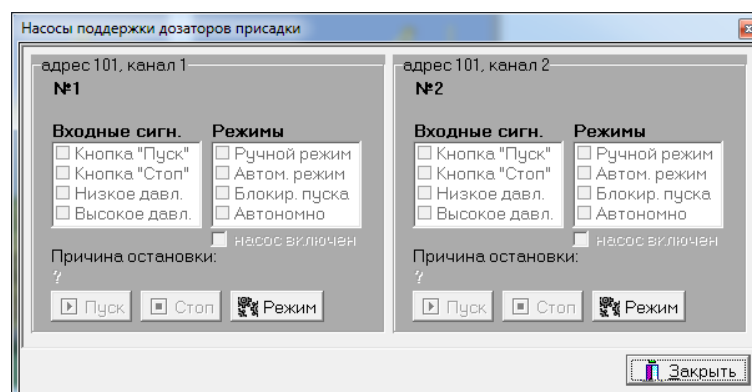 Насосы поддержки дозаторов присадки
адрес 101, канал 1
№1
Входные сигн.
Кнопка "Пуск"
Кнопка "Стоп"
Низкое давл.
Высокое давл.
Режимы
Ручной режим
Автом. режим
Блокир. пуска
Автономно
насос включен
Причина остановки:
?
Пуск
Стоп
Режим
адрес 101, канал 2
№2
Входные сигн.
Кнопка "Пуск"
Кнопка "Стоп"
Низкое давл.
Высокое давл.
Режимы
Ручной режим
Автом. режим
Блокир. пуска
Автономно
насос включен
Причина остановки:
?
Пуск
Стоп
Режим
Закрыть